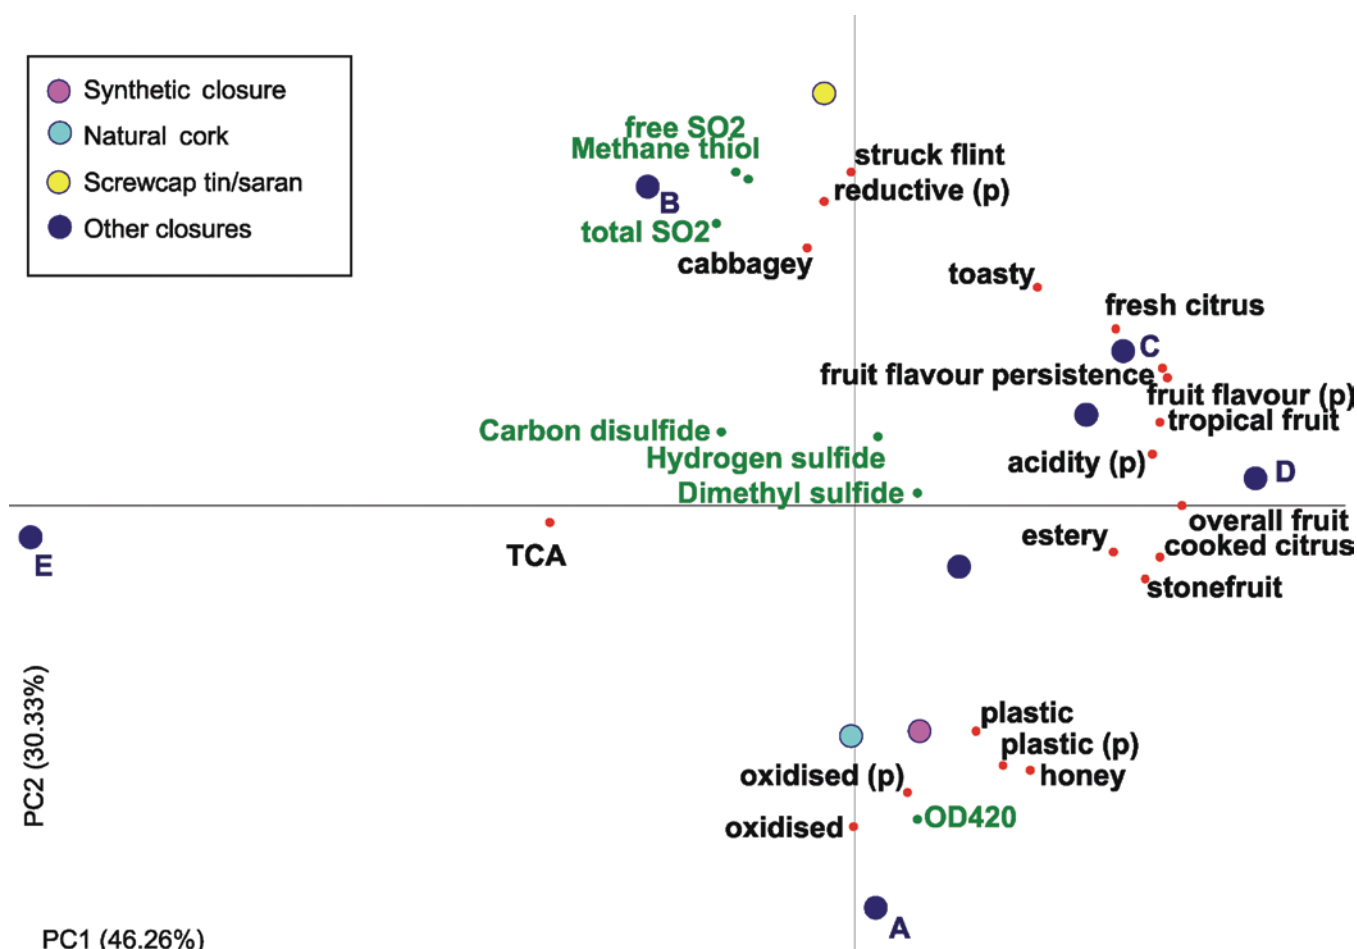 Synthetic closure
Natural cork
Screwcap tin/saran
Other closures
free SO2
Methane thiol
struck flint
reductive (p)
B
total SO2
cabbagey
toasty
fresh citrus
C
fruit flavour persistence
fruit flavour (p)
tropical fruit
Carbon disulfide
Hydrogen sulfide
acidity (p)
D
Dimethyl sulfide
overall fruit
estery
cooked citrus
TCA
E
stonefruit
plastic
plastic (p)
oxidised (p)
honey
OD420
oxidised
A
PC2 (30.33%)
PC1 (46.26%)